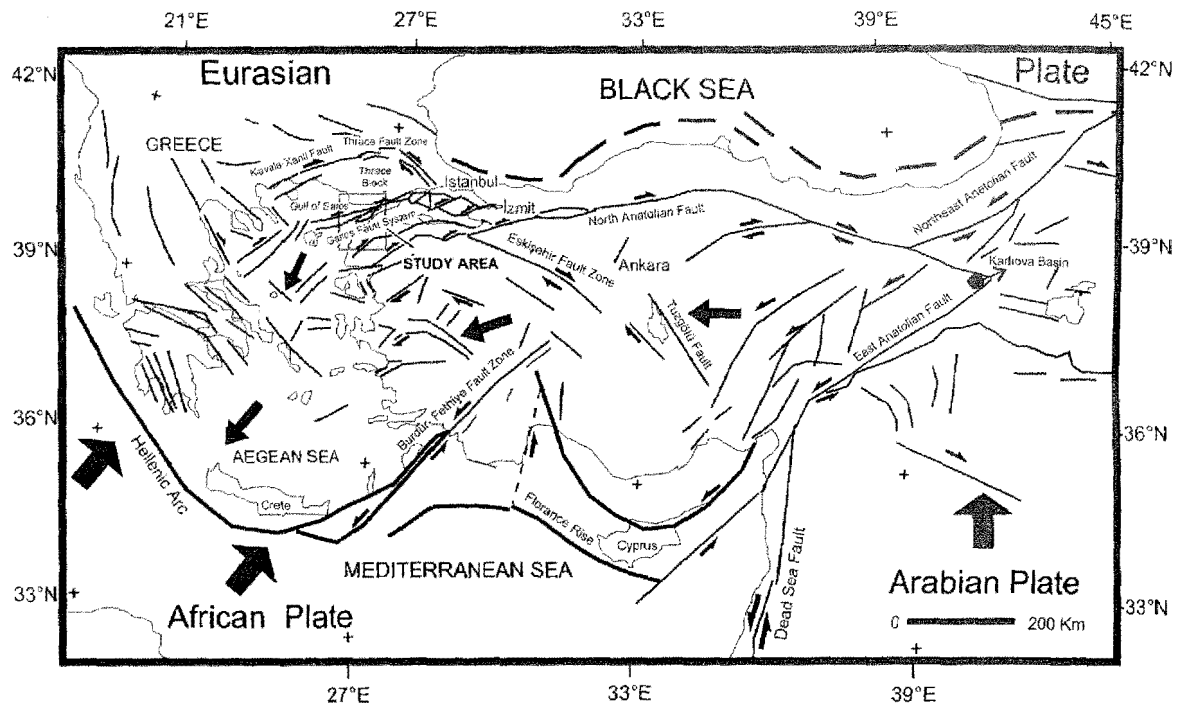 21°E 27°E 33°E 39°E 45°E
42°N
42°N
Eurasian
Plate
BLACK SEA
GREECE
Thrace Fault Zone
Kavala-Xanti Fault
Thrace
Block
Istanbul
Izmit
Gulf of Saros
Ganos Fault System
North Anatolian Fault
Northeast Anatolian Fault
39°N
39°N
STUDY AREA
Eskişehir Fault Zone
Ankara
Karlıova Basin
Tuzgölü Fault
East Anatolian Fault
Burdur Fethiye Fault Zone
36°N
36°N
Hellenic Arc
AEGEAN SEA
Crete
Florance Rise
Cyprus
MEDITERRANEAN SEA
Dead Sea Fault
Arabian Plate
33°N
33°N
African Plate
0 200 Km
27°E 33°E 39°E